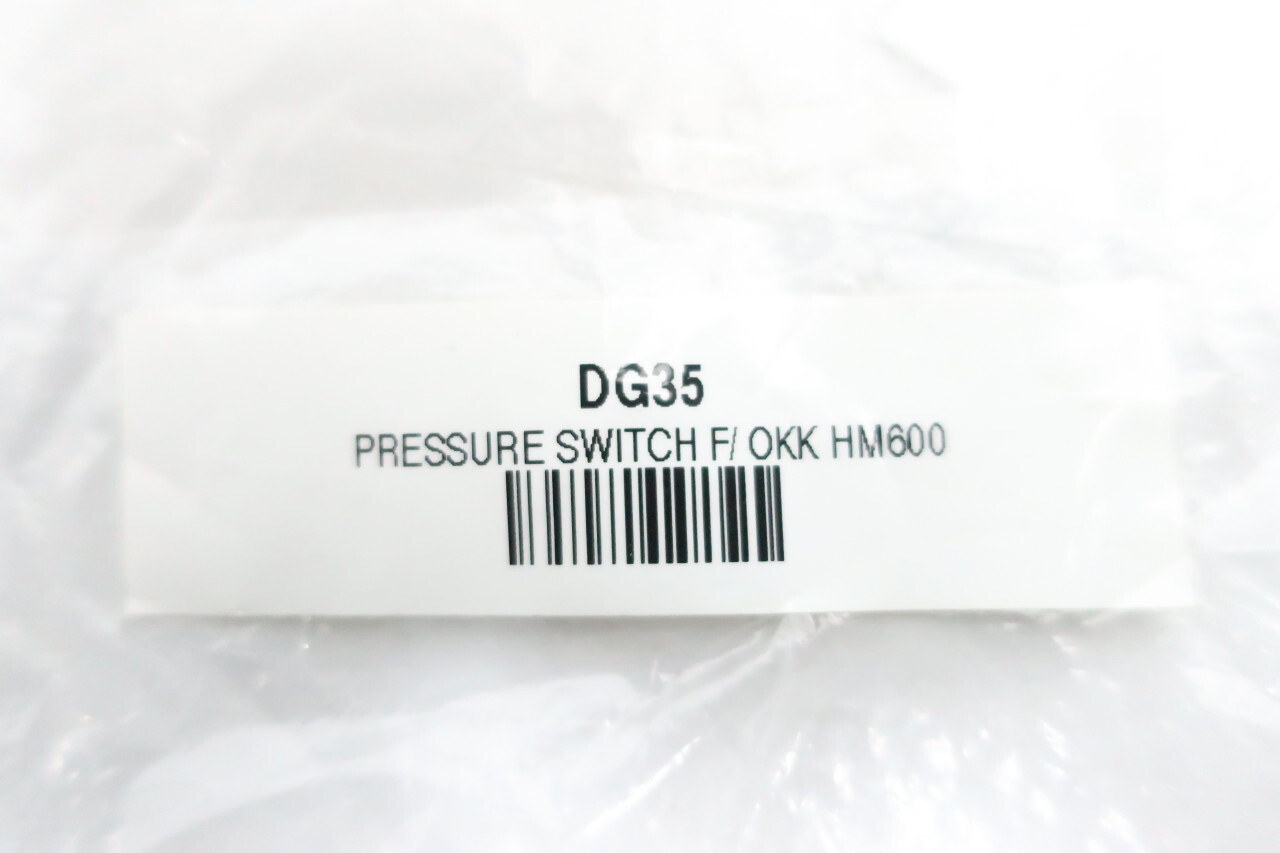 DG35
PRESSURE SWITCH F/ OKK HM600